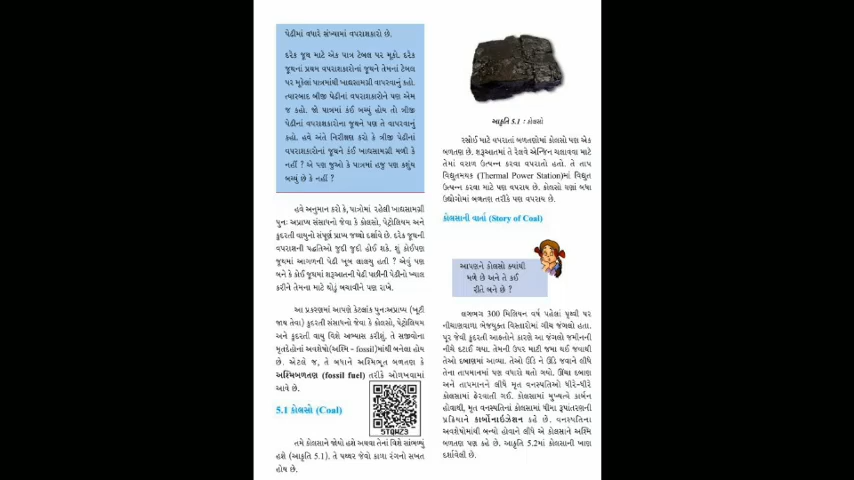 પેઢીમાં વધારે સંખ્યામાં વપરાશકારો છે.
દરેક જૂથ માટે એક પાત્ર ટેબલ પર મૂકો. દરેક
જૂથનાં પ્રથમ વપરાશકારોનાં જૂથને તેમનાં ટેબલ
પર મૂકેલાં પાત્રમાંથી ખાદ્યસામગ્રી વાપરવાનું કહો.
ત્યારબાદ બીજી પેઢીનાં વપરાશકારોને પણ એમ
જ કહો. જો પાત્રમાં કંઈ બચ્યું હોય તો ત્રીજી
પેઢીનાં વપરાશકારોના જૂથને પણ તે વાપરવાનું
કહો. હવે અંતે નિરીક્ષણ કરો કે ત્રીજી પેઢીનાં
વપરાશકારોનાં જૂથને કંઈ ખાદ્યસામગ્રી મળી કે
નહીં ? એ પણ જુઓ કે પાત્રમાં હજુ પણ કશુંય
બચ્યું છે કે નહીં ?
હવે અનુમાન કરો કે, પાત્રોમાં રહેલી ખાદ્યસામગ્રી
પુનઃ અપ્રાપ્ય સંસાધનો જેવા કે કોલસો, પેટ્રોલિયમ અને
કુદરતી વાયુનો સંપૂર્ણ પ્રાપ્ય જથ્થો દર્શાવે છે. દરેક જૂથની
વપરાશની પદ્ધતિઓ જુદી જુદી હોઈ શકે. શું કોઈપણ
જૂથમાં આગળની પેઢી ખૂબ લાલચુ હતી ? એવું પણ
બને કે કોઈ જૂથમાં શરૂઆતની પેઢી પાછીની પેઢીનો ખ્યાલ
કરીને તેમના માટે થોડું બચાવીને પણ રાખે.
આ પ્રકરણમાં આપણે કેટલાંક પુનઃઅપ્રાપ્ય (ખૂટી
જાય તેવા) કુદરતી સંસાધનો જેવા કે કોલસો, પેટ્રોલિયમ
અને કુદરતી વાયુ વિશે અભ્યાસ કરીશું. તે સજીવોના
મૃતદેહોનાં અવશેષો(અશ્મિ - fossil)માંથી બનેલા હોય
છે. એટલે જ, તે બધાને અશ્મિભૂત બળતણ કે
અશ્મિબળતણ (fossil fuel) તરીકે ઓળખવામાં
આવે છે.
5.1 કોલસો (Coal)
5TQWZ3
તમે કોલસાને જોયો હશે અથવા તેનાં વિશે સાંભળ્યું
હશે (આકૃતિ 5.1). તે પથ્થર જેવો કાળા રંગનો સખત
હોય છે.
આકૃતિ 5.1 : કોલસો
રસોઈ માટે વપરાતાં બળતણોમાં કોલસો પણ એક
બળતણ છે. શરૂઆતમાં તે રેલવે એન્જિન ચલાવવા માટે
તેમાં વરાળ ઉત્પન્ન કરવા વપરાતો હતો. તે તાપ
વિદ્યુતમથક (Thermal Power Station)માં વિદ્યુત
ઉત્પન્ન કરવા માટે પણ વપરાય છે. કોલસો ઘણાં બધા
ઉદ્યોગોમાં બળતણ તરીકે પણ વપરાય છે.
કોલસાની વાર્તા (Story of Coal)
આપણને કોલસો ક્યાંથી
મળે છે અને તે કઈ
રીતે બને છે ?
લગભગ 300 મિલિયન વર્ષ પહેલાં પૃથ્વી પર
નીચાણવાળા ભેજયુક્ત વિસ્તારોમાં ગીચ જંગલો હતા.
પૂર જેવી કુદરતી આફતોને કારણે આ જંગલો જમીનની
નીચે દટાઈ ગયા. તેમની ઉપર માટી જમા થઈ જવાથી
તેઓ દબાણમાં આવ્યા. તેઓ ઊંડે ને ઊંડે જવાને લીધે
તેના તાપમાનમાં પણ વધારો થતો ગયો. ઊંચા દબાણ
અને તાપમાનને લીધે મૃત વનસ્પતિઓ ધીરે-ધીરે
કોલસામાં ફેરવાતી ગઈ. કોલસામાં મુખ્યત્વે કાર્બન
હોવાથી, મૃત વનસ્પતિનાં કોલસામાં ધીમા રૂપાંતરણની
પ્રક્રિયાને કાર્બોનાઇઝેશન કહે છે. વનસ્પતિના
અવશેષોમાંથી બન્યો હોવાને લીધે એ કોલસાને અશ્મિ
બળતણ પણ કહે છે. આકૃતિ 5.2માં કોલસાની ખાણ
દર્શાવેલી છે.